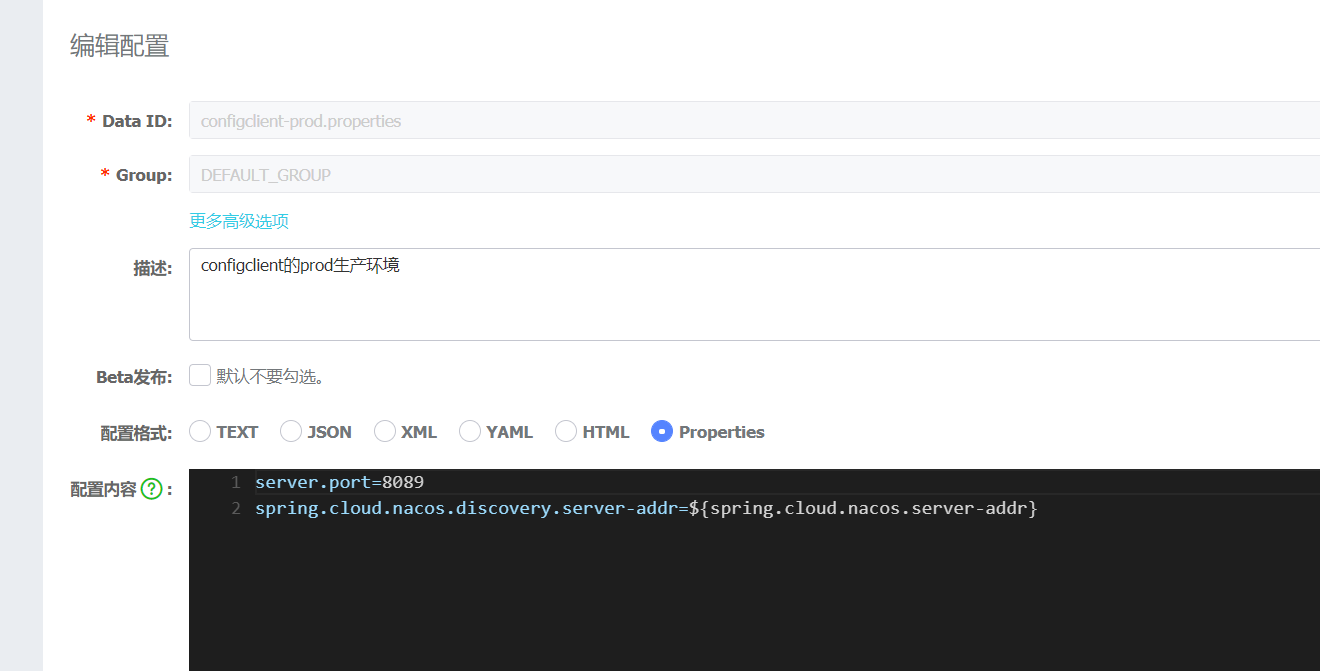 编辑配置
* Data ID: configclient-prod.properties
* Group: DEFAULT_GROUP
更多高级选项
描述: configclient的prod生产环境
Beta发布: 默认不要勾选。
配置格式: TEXT JSON XML YAML HTML Properties
配置内容 ? :
1 server.port=8089
2 spring.cloud.nacos.discovery.server-addr=${spring.cloud.nacos.server-addr}